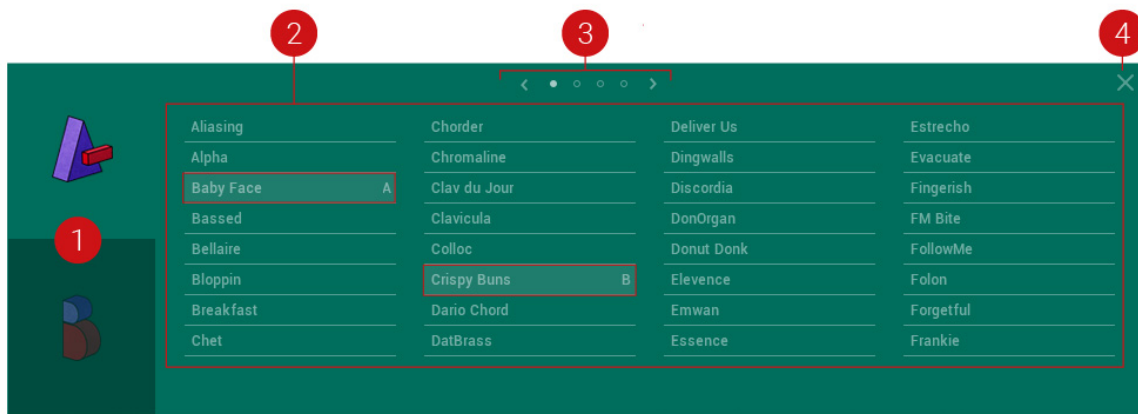 2
3
4
1
A
B
Aliasing
Alpha
Baby Face A
Bassed
Bellaire
Bloppin
Breakfast
Chet
Chorder
Chromaline
Clav du Jour
Clavicula
Colloc
Crispy Buns B
Dario Chord
DatBrass
Deliver Us
Dingwalls
Discordia
DonOrgan
Donut Donk
Elevence
Emwan
Essence
Estrecho
Evacuate
Fingerish
FM Bite
FollowMe
Folon
Forgetful
Frankie